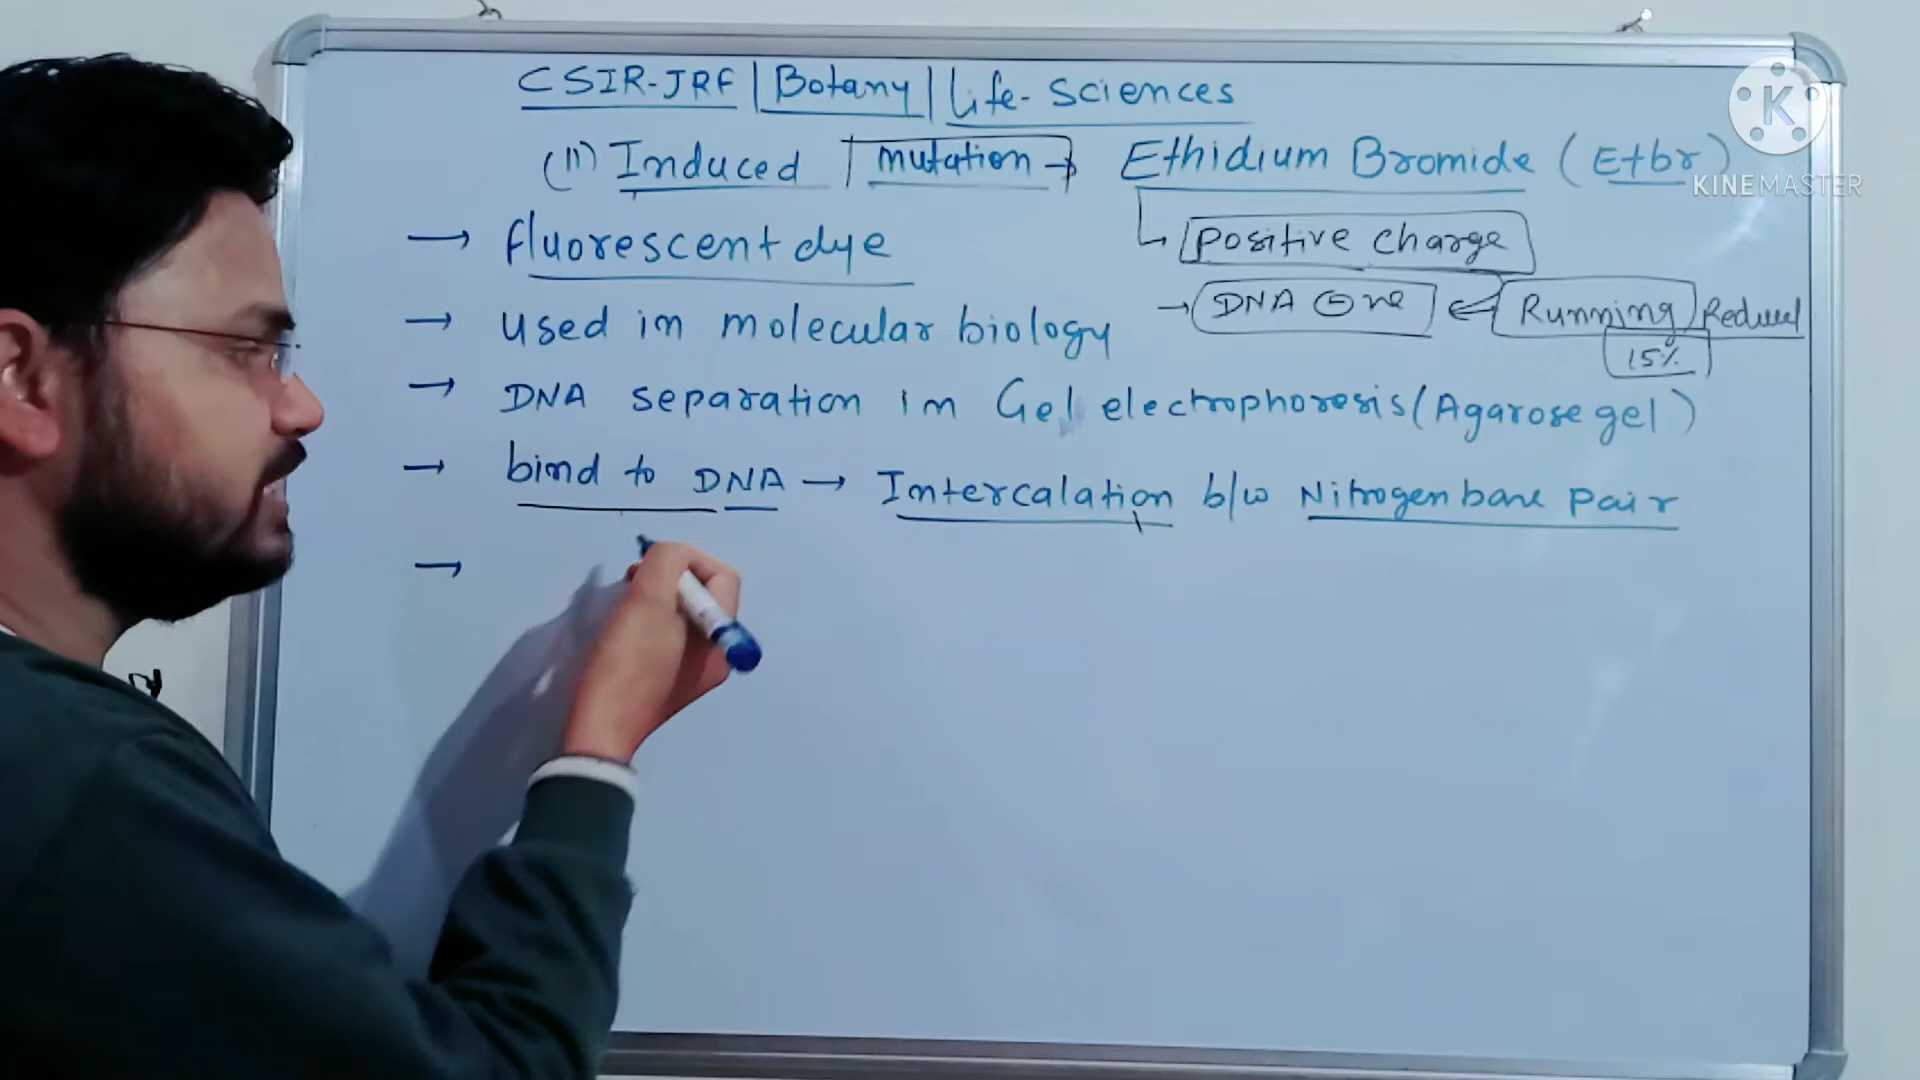 CSIR-JRF | Botany | Life-Sciences
(11) Induced mutation → Ethidium Bromide (Etbr)
KINEMASTER
→ fluorescent dye
↳ positive charge
→ DNA ⊖ve ← Running Reduced
15%
→ used in molecular biology
→ DNA separation in Gel electrophoresis (Agarose gel)
→ bind to DNA → Intercalation b/w Nitrogen base pair
→